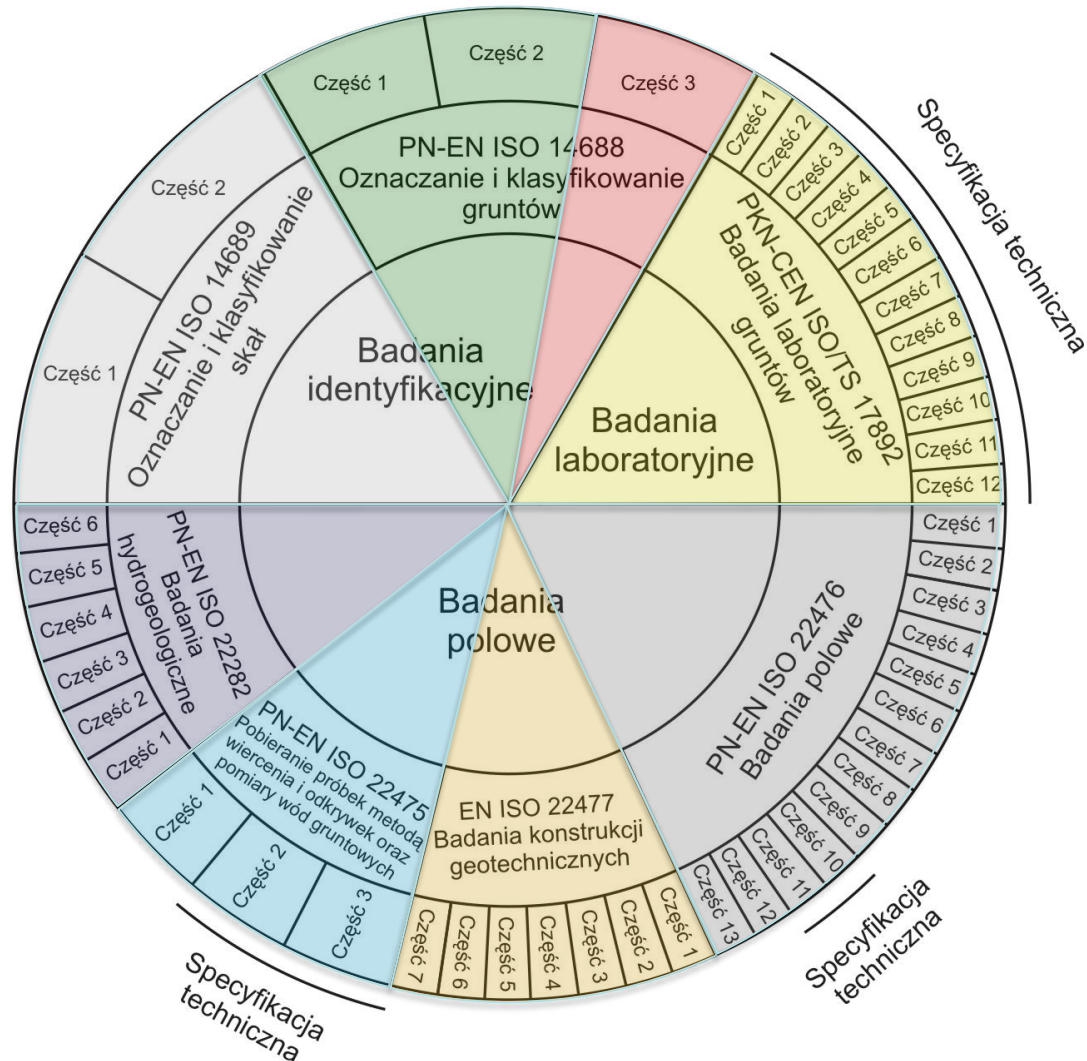 Część 1
Część 2
Część 3
PN-EN ISO 14688
Oznaczanie i klasyfikowanie
gruntów
Część 1
Część 2
PN-EN ISO 14689
Oznaczanie i klasyfikowanie
skał
Badania
identyfikacyjne
Część 1
Część 2
Część 3
Część 4
Część 5
Część 6
Część 7
Część 8
Część 9
Część 10
Część 11
Część 12
PKN-CEN ISO/TS 17892
Badania laboratoryjne
gruntów
Specyfikacja techniczna
Badania
laboratoryjne
Badania
polowe
Część 1
Część 2
Część 3
Część 4
Część 5
Część 6
Część 7
Część 8
Część 9
Część 10
Część 11
Część 12
Część 13
PN-EN ISO 22476
Badania polowe
Specyfikacja
techniczna
EN ISO 22477
Badania konstrukcji
geotechnicznych
Część 1
Część 2
Część 3
Część 4
Część 5
Część 6
Część 7
PN-EN ISO 22475
Pobieranie próbek metodą
wiercenia i odkrywek oraz
pomiary wód gruntowych
Część 1
Część 2
Część 3
Specyfikacja
techniczna
PN-EN ISO 22282
Badania
hydrogeologiczne
Część 6
Część 5
Część 4
Część 3
Część 2
Część 1